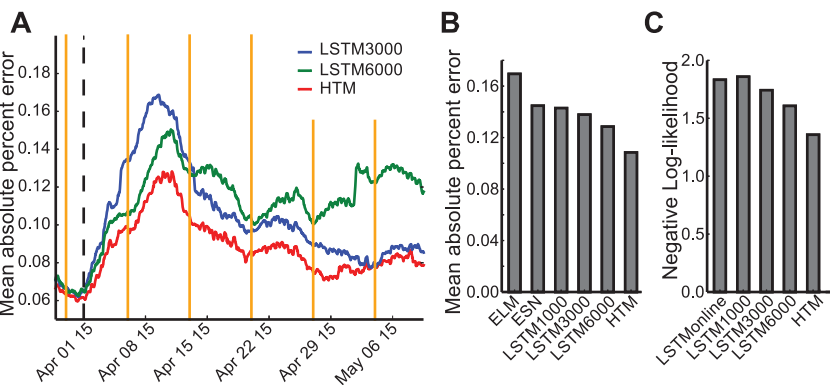 A
Mean absolute percent error
0.18
0.16
0.14
0.12
0.10
0.08
0.06
LSTM3000
LSTM6000
HTM
Apr 01 15
Apr 08 15
Apr 15 15
Apr 22 15
Apr 29 15
May 06 15
B
Mean absolute percent error
0.16
0.12
0.08
0.04
0.00
ELM
ESN
LSTM1000
LSTM3000
LSTM6000
HTM
C
Negative Log-likelihood
2.0
1.5
1.0
0.5
0.0
LSTMonline
LSTM1000
LSTM3000
LSTM6000
HTM